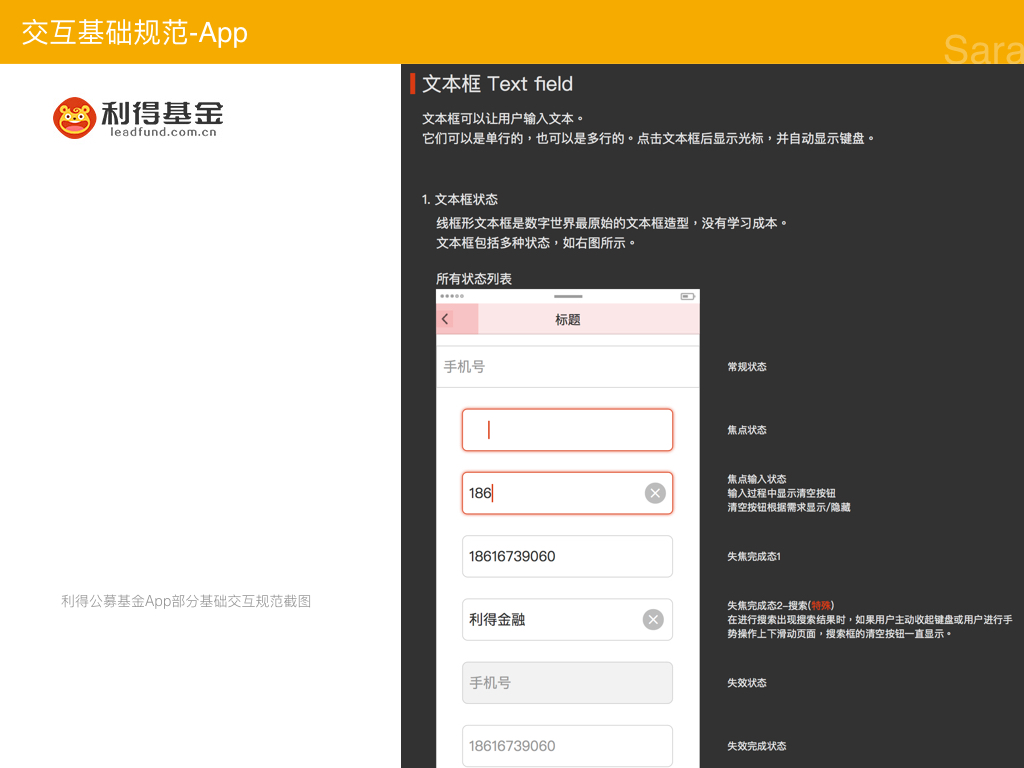 交互基础规范-App
Sara
利得基金
leadfund.com.cn
利得公募基金App部分基础交互规范截图
文本框 Text field
文本框可以让用户输入文本。
它们可以是单行的，也可以是多行的。点击文本框后显示光标，并自动显示键盘。
1. 文本框状态
线框形文本框是数字世界最原始的文本框造型，没有学习成本。
文本框包括多种状态，如右图所示。
所有状态列表
标题
手机号
常规状态
焦点状态
186
焦点输入状态
输入过程中显示清空按钮
清空按钮根据需求显示/隐藏
18616739060
失焦完成态1
利得金融
失焦完成态2-搜索(特殊)
在进行搜索出现搜索结果时，如果用户主动收起键盘或用户进行手
势操作上下滑动页面，搜索框的清空按钮一直显示。
手机号
失效状态
18616739060
失效完成状态